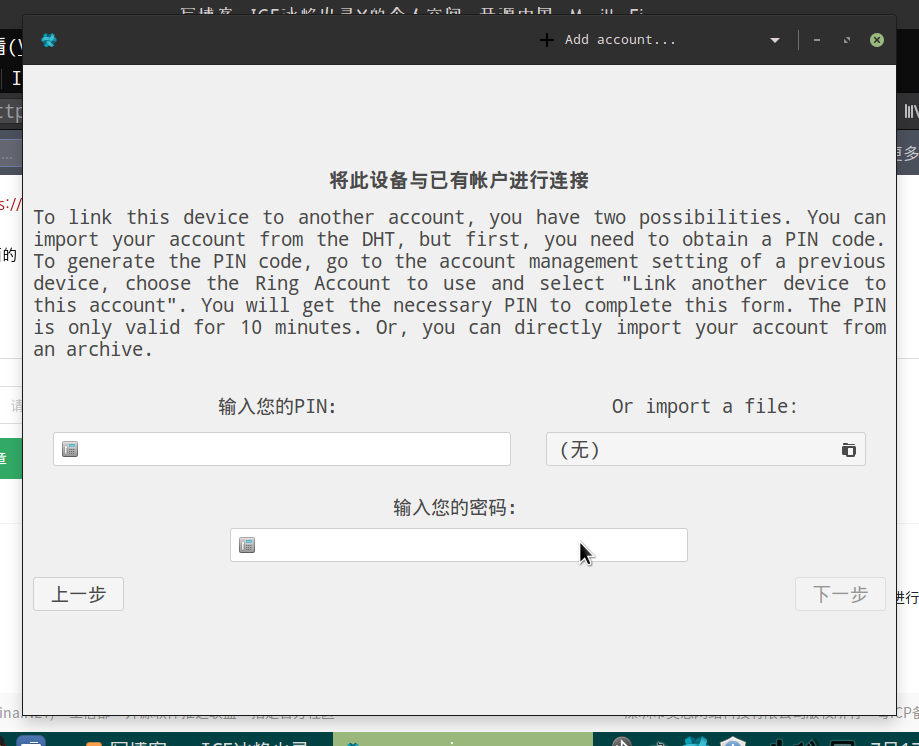 Add account...
将此设备与已有帐户进行连接
To link this device to another account, you have two possibilities. You can
import your account from the DHT, but first, you need to obtain a PIN code.
To generate the PIN code, go to the account management setting of a previous
device, choose the Ring Account to use and select "Link another device to
this account". You will get the necessary PIN to complete this form. The PIN
is only valid for 10 minutes. Or, you can directly import your account from
an archive.
输入您的PIN:
Or import a file:
(无)
输入您的密码:
上一步
下一步